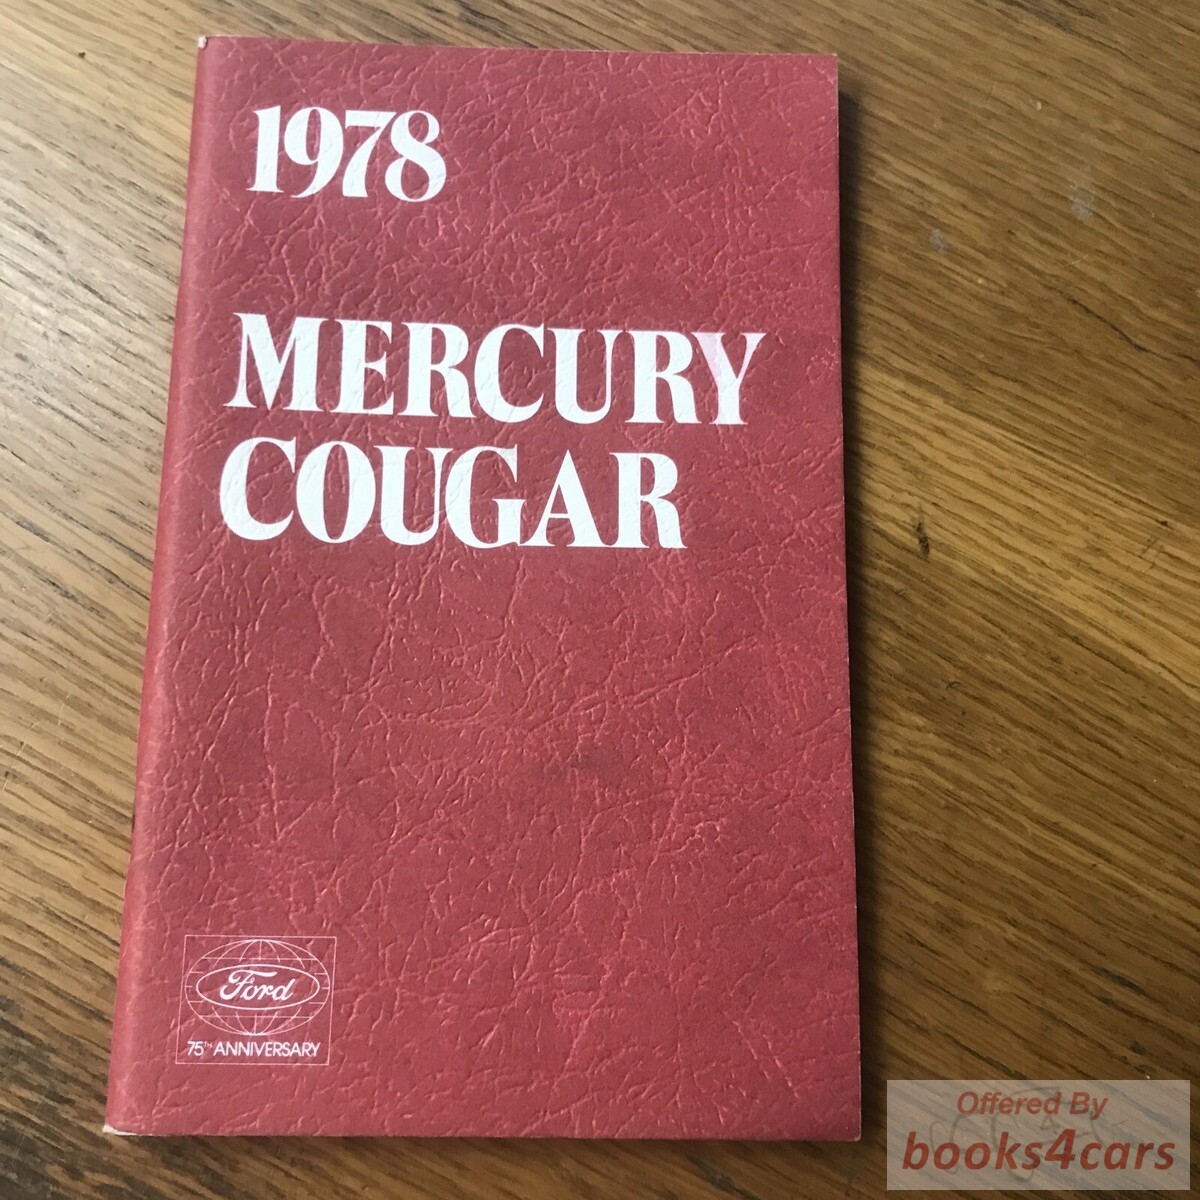 1978
MERCURY
COUGAR
Ford
75TH ANNIVERSARY
Offered By
books4cars